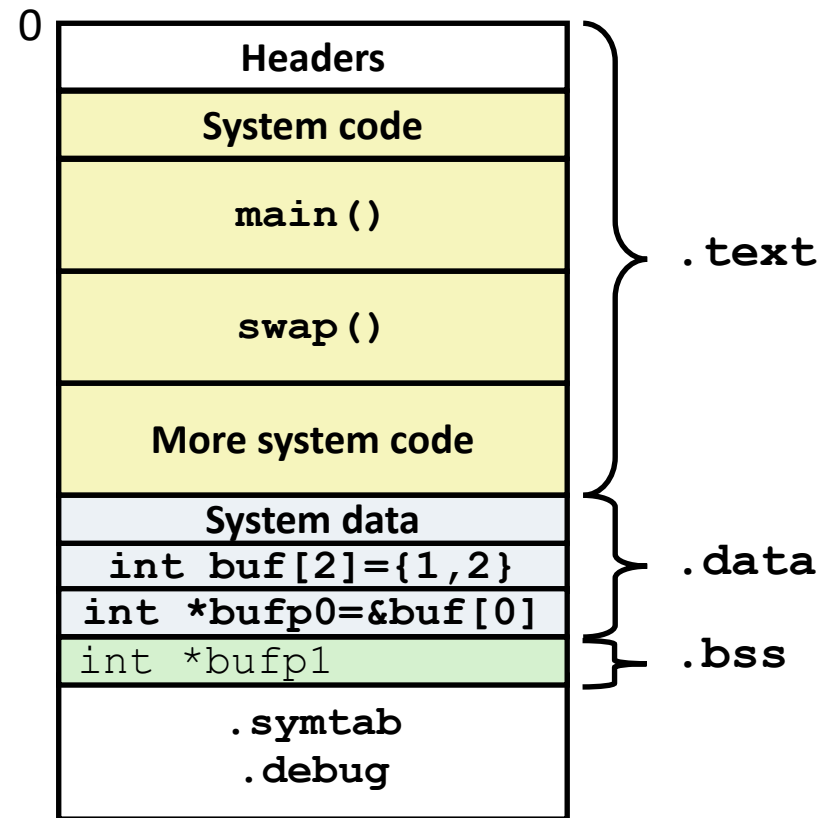 0
Headers
System code
main()
swap()
More system code
.text
System data
int buf[2]={1,2}
int *bufp0=&buf[0]
.data
int *bufp1
.bss
.symtab
.debug